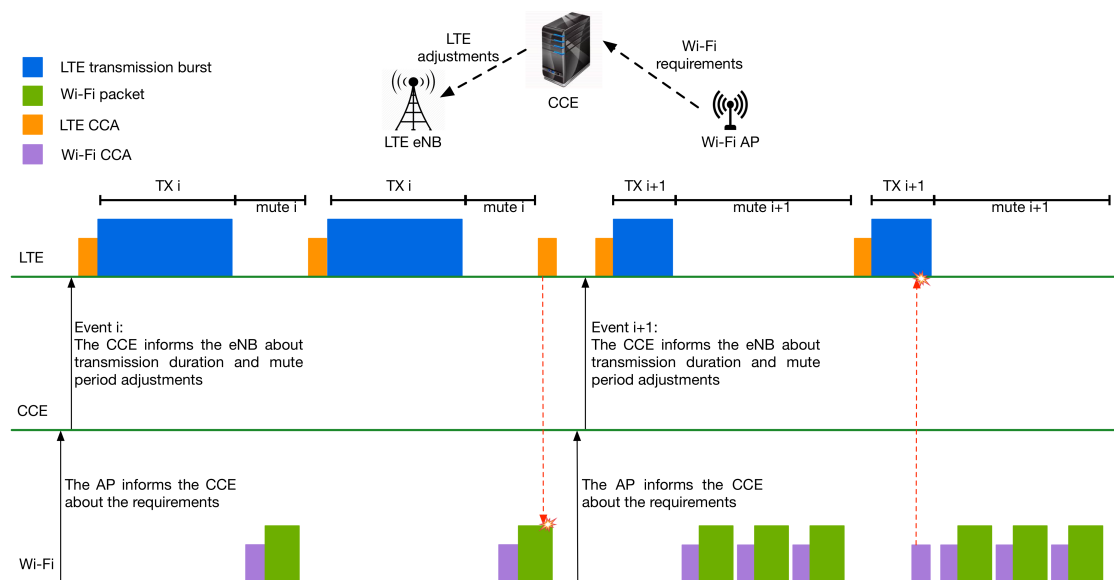 LTE
adjustments
Wi-Fi
requirements
CCE
LTE eNB
Wi-Fi AP
LTE transmission burst
Wi-Fi packet
LTE CCA
Wi-Fi CCA
TX i
mute i
TX i
mute i
TX i+1
mute i+1
TX i+1
mute i+1
LTE
Event i:
The CCE informs the eNB about
transmission duration and mute
period adjustments
Event i+1:
The CCE informs the eNB about
transmission duration and mute
period adjustments
CCE
The AP informs the CCE
about the requirements
The AP informs the CCE
about the requirements
Wi-Fi